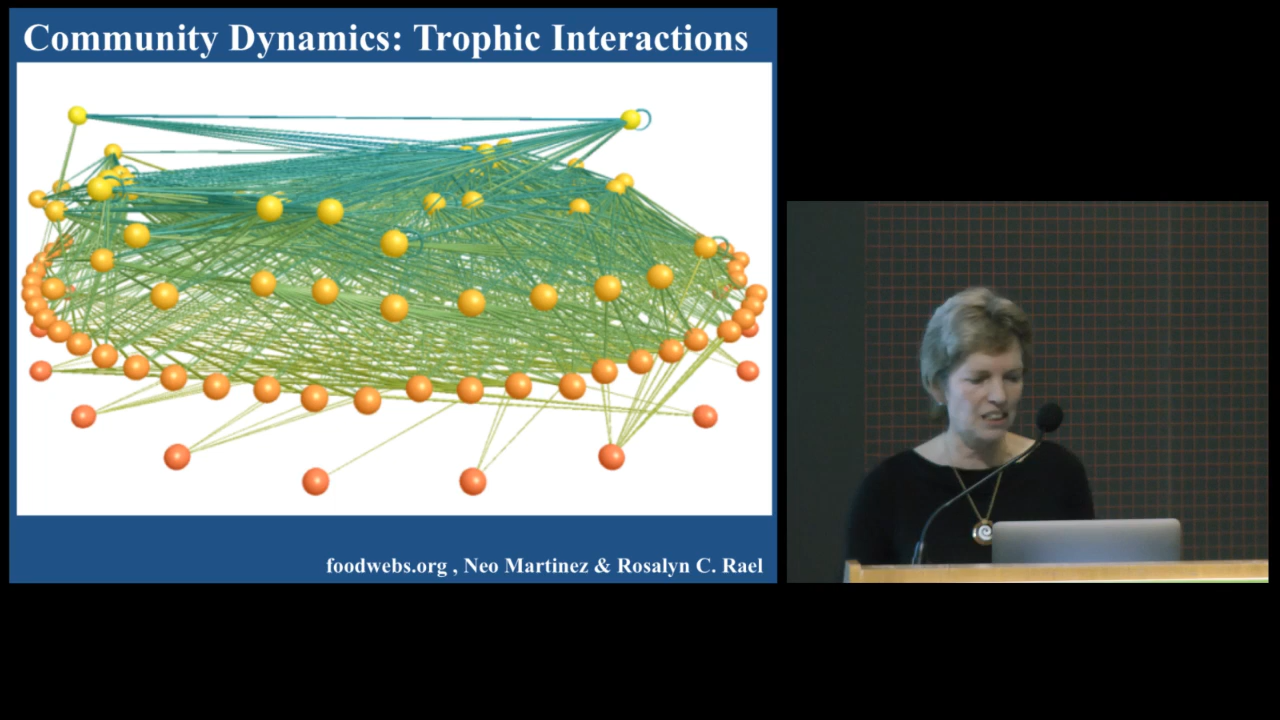 Community Dynamics: Trophic Interactions
foodwebs.org , Neo Martinez & Rosalyn C. Rael